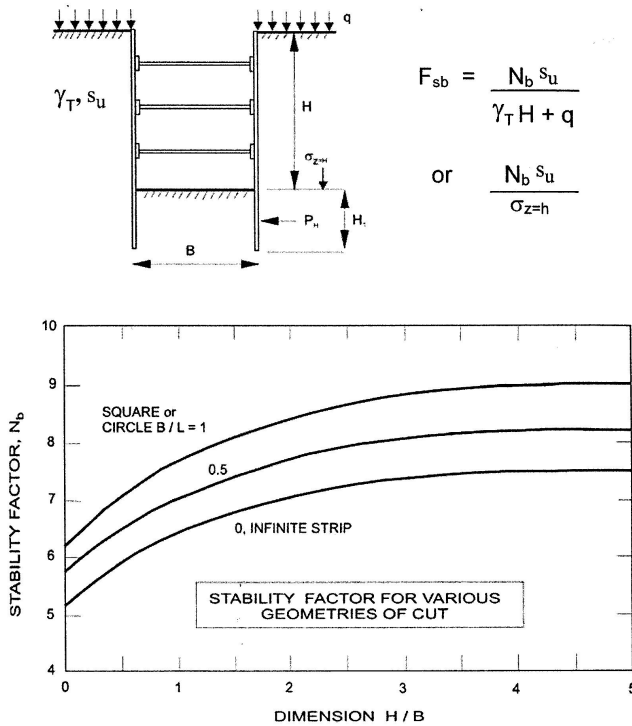 q
γT, su
H
σz=H
PH
H1
B
Fsb = Nb su
γT H + q
or Nb su
σz=h
10
9
8
7
6
5
4
STABILITY FACTOR, Nb
SQUARE or
CIRCLE B / L = 1
0.5
0, INFINITE STRIP
STABILITY FACTOR FOR VARIOUS
GEOMETRIES OF CUT
0 1 2 3 4 5
DIMENSION H / B